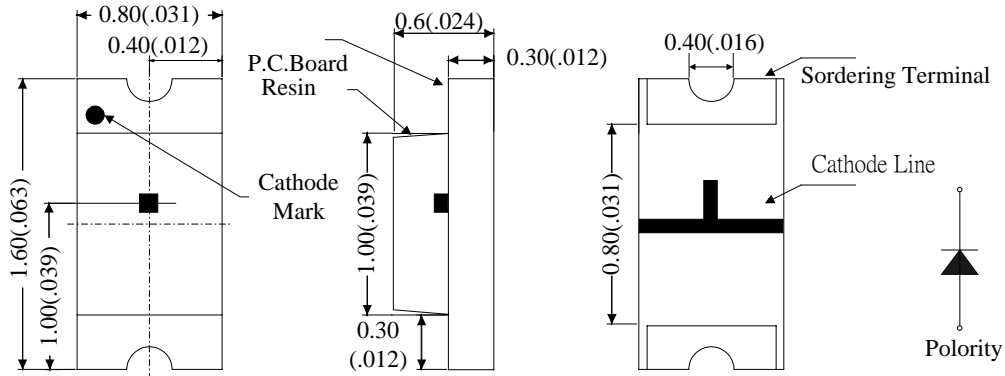 0.80(.031)
0.40(.012)
1.60(.063)
1.00(.039)
Cathode
Mark
0.6(.024)
0.30(.012)
P.C.Board
Resin
1.00(.039)
0.30
(.012)
0.40(.016)
Sordering Terminal
Cathode Line
0.80(.031)
Polority